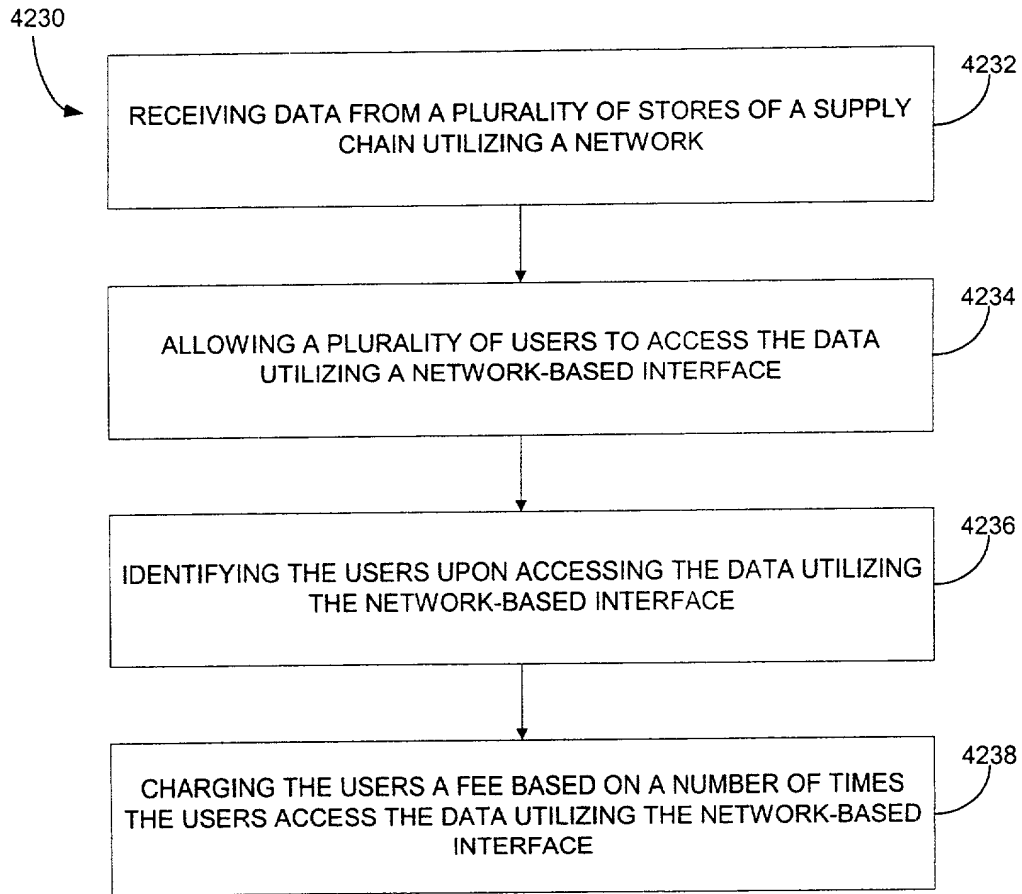 4230
4232
RECEIVING DATA FROM A PLURALITY OF STORES OF A SUPPLY
CHAIN UTILIZING A NETWORK
4234
ALLOWING A PLURALITY OF USERS TO ACCESS THE DATA
UTILIZING A NETWORK-BASED INTERFACE
4236
IDENTIFYING THE USERS UPON ACCESSING THE DATA UTILIZING
THE NETWORK-BASED INTERFACE
4238
CHARGING THE USERS A FEE BASED ON A NUMBER OF TIMES
THE USERS ACCESS THE DATA UTILIZING THE NETWORK-BASED
INTERFACE